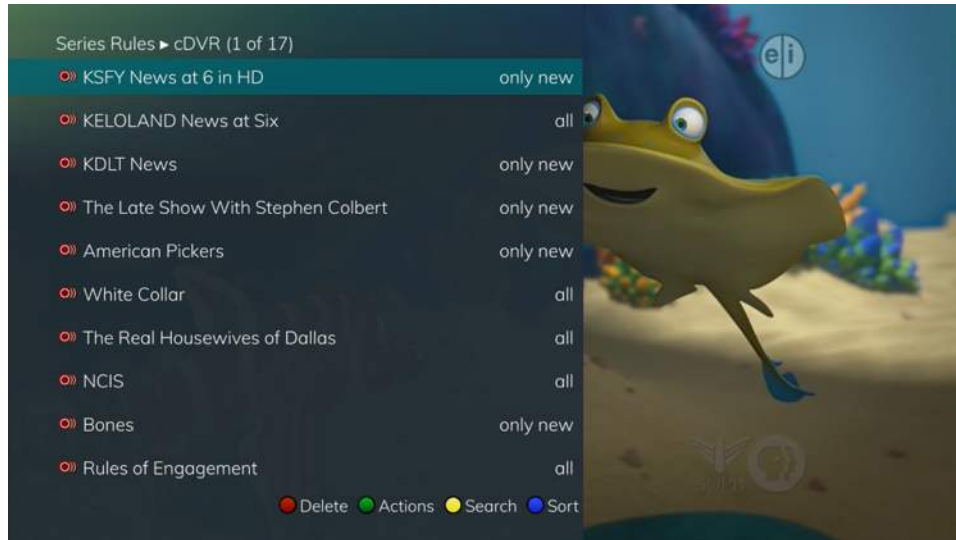 Series Rules ▸ cDVR (1 of 17)
KSFY News at 6 in HD only new
KELOLAND News at Six all
KDLT News only new
The Late Show With Stephen Colbert only new
American Pickers only new
White Collar all
The Real Housewives of Dallas all
NCIS all
Bones only new
Rules of Engagement all
Delete Actions Search Sort
e|i